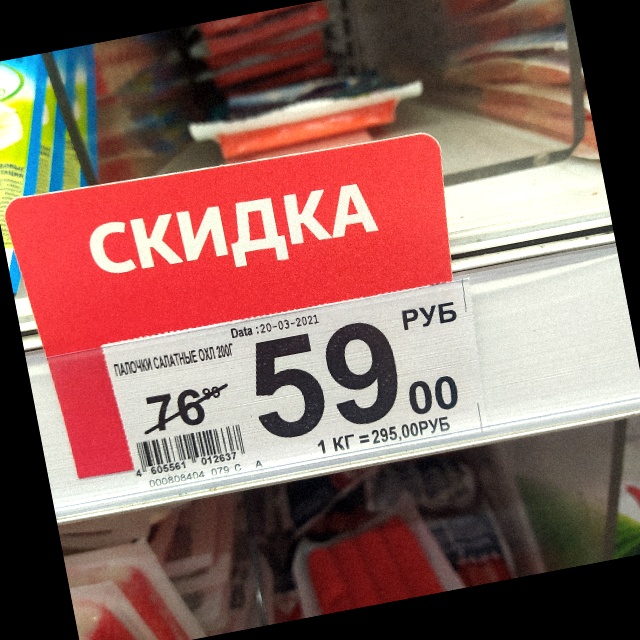 СКИДКА
Data :20-03-2021
ПАЛОЧКИ САЛАТНЫЕ ОХЛ 200Г
РУБ
76 99
59 00
1 КГ =295,00РУБ
4 605561 012637
000808404 079 С А